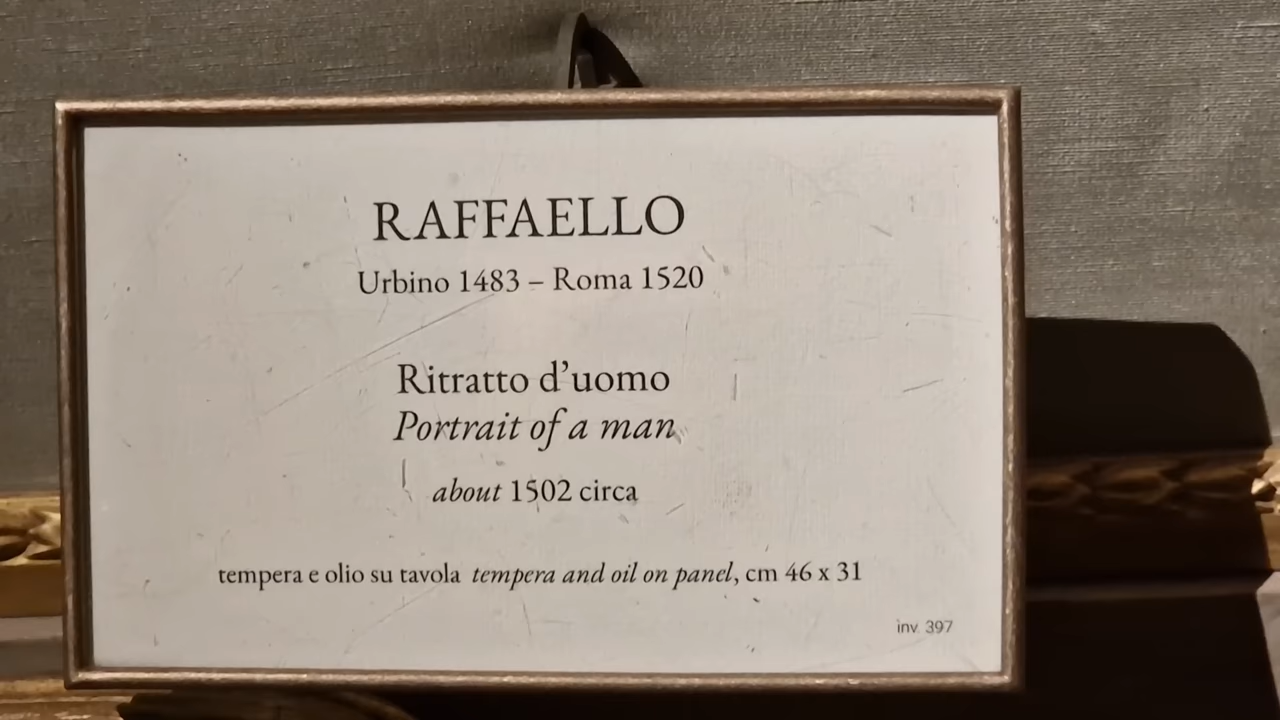 RAFFAELLO
Urbino 1483 – Roma 1520
Ritratto d’uomo
Portrait of a man
about 1502 circa
tempera e olio su tavola tempera and oil on panel, cm 46 x 31
inv. 397